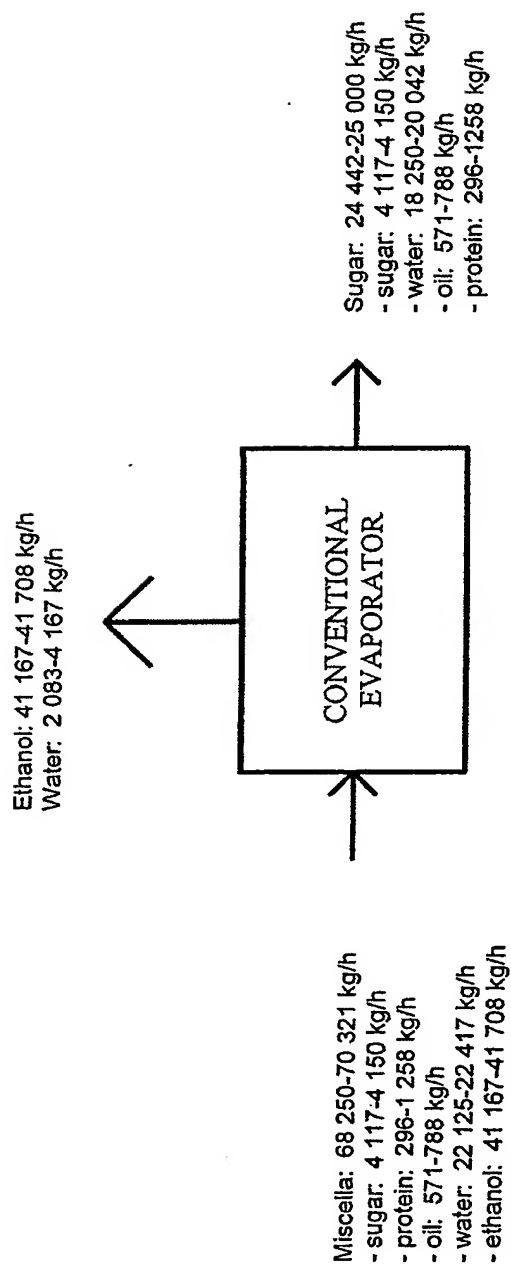 Ethanol: 41 167-41 708 kg/h
Water: 2 083-4 167 kg/h
Miscella: 68 250-70 321 kg/h
- sugar: 4 117-4 150 kg/h
- protein: 296-1 258 kg/h
- oil: 571-788 kg/h
- water: 22 125-22 417 kg/h
- ethanol: 41 167-41 708 kg/h
CONVENTIONAL
EVAPORATOR
Sugar: 24 442-25 000 kg/h
- sugar: 4 117-4 150 kg/h
- water: 18 250-20 042 kg/h
- oil: 571-788 kg/h
- protein: 296-1258 kg/h